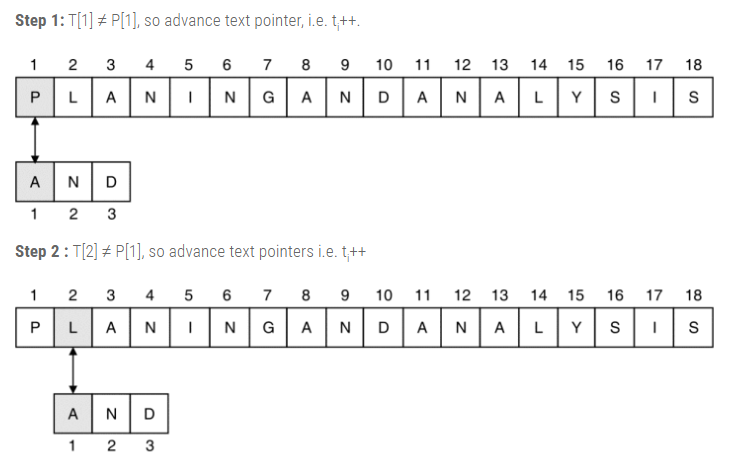 Step 1: T[1] ≠ P[1], so advance text pointer, i.e. tᵢ++.
1 2 3 4 5 6 7 8 9 10 11 12 13 14 15 16 17 18
P L A N I N G A N D A N A L Y S I S
A N D
1 2 3
Step 2 : T[2] ≠ P[1], so advance text pointers i.e. tᵢ++
1 2 3 4 5 6 7 8 9 10 11 12 13 14 15 16 17 18
P L A N I N G A N D A N A L Y S I S
A N D
1 2 3